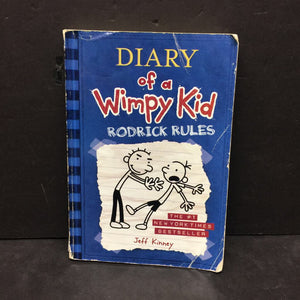 DIARY
of a
Wimpy Kid
RODRICK RULES
THE #1
NEW YORK TIMES
BESTSELLER
Jeff Kinney